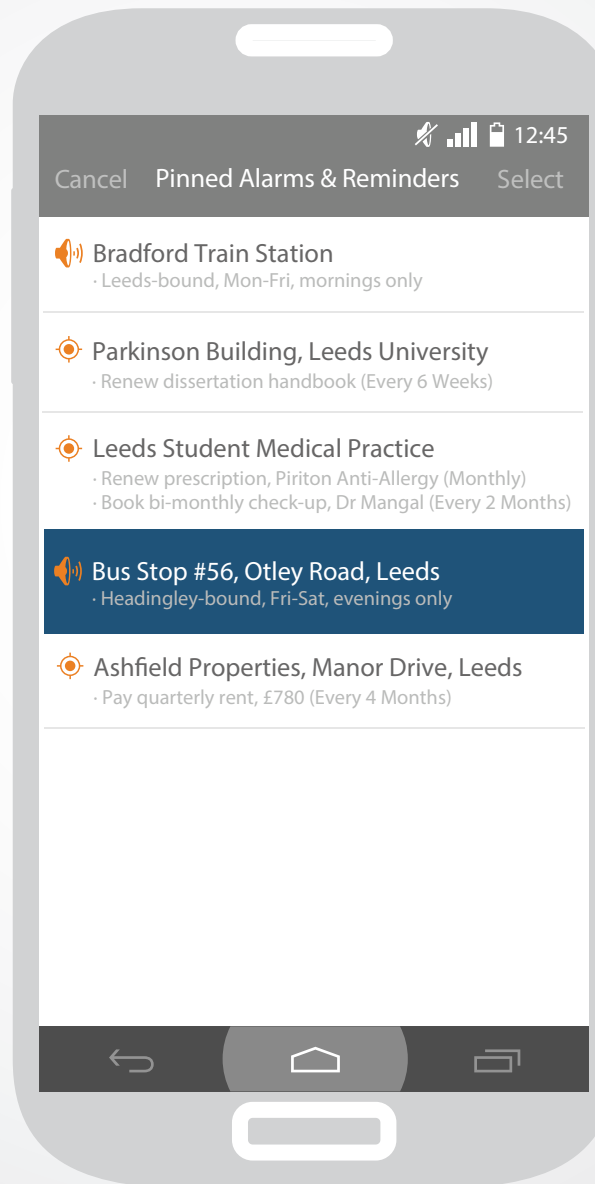 12:45
Cancel Pinned Alarms & Reminders Select
Bradford Train Station
· Leeds-bound, Mon-Fri, mornings only
Parkinson Building, Leeds University
· Renew dissertation handbook (Every 6 Weeks)
Leeds Student Medical Practice
· Renew prescription, Piriton Anti-Allergy (Monthly)
· Book bi-monthly check-up, Dr Mangal (Every 2 Months)
Bus Stop #56, Otley Road, Leeds
· Headingley-bound, Fri-Sat, evenings only
Ashfield Properties, Manor Drive, Leeds
· Pay quarterly rent, £780 (Every 4 Months)